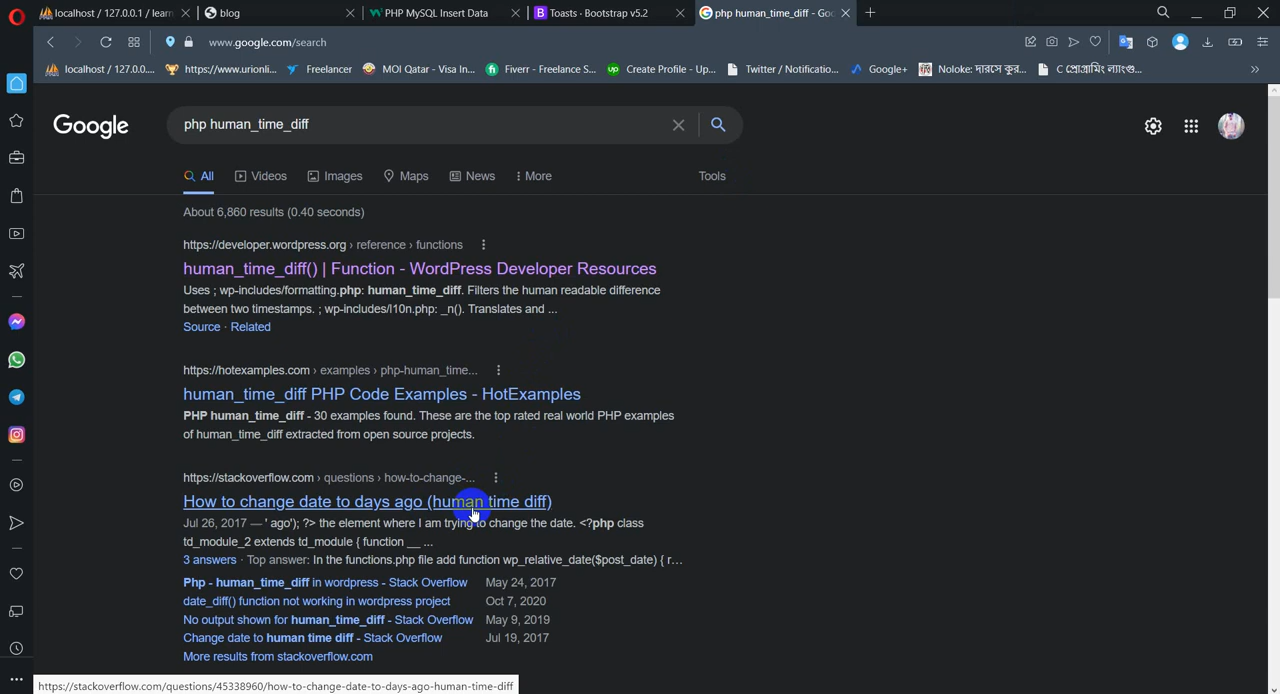 localhost / 127.0.0.1 / learn
blog
PHP MySQL Insert Data
Toasts · Bootstrap v5.2
php human_time_diff - Goo
www.google.com/search
localhost / 127.0.0....
https://www.urionli...
Freelancer
MOI Qatar - Visa In...
Fiverr - Freelance S...
Create Profile - Up...
Twitter / Notificatio...
Google+
Noloke: দারসে কুর...
C প্রোগ্রামিং ল্যাংগু...
Google
php human_time_diff
All
Videos
Images
Maps
News
More
Tools
About 6,860 results (0.40 seconds)
https://developer.wordpress.org › reference › functions
human_time_diff() | Function - WordPress Developer Resources
Uses ; wp-includes/formatting.php: human_time_diff. Filters the human readable difference
between two timestamps. ; wp-includes/l10n.php: _n(). Translates and ...
Source · Related
https://hotexamples.com › examples › php-human_time...
human_time_diff PHP Code Examples - HotExamples
PHP human_time_diff - 30 examples found. These are the top rated real world PHP examples
of human_time_diff extracted from open source projects.
https://stackoverflow.com › questions › how-to-change-...
How to change date to days ago (human time diff)
Jul 26, 2017 — ' ago'); ?> the element where I am trying to change the date. <?php class
td_module_2 extends td_module { function __ ...
3 answers · Top answer: In the functions.php file add function wp_relative_date($post_date) { r...
Php - human_time_diff in wordpress - Stack Overflow May 24, 2017
date_diff() function not working in wordpress project Oct 7, 2020
No output shown for human_time_diff - Stack Overflow May 9, 2019
Change date to human time diff - Stack Overflow Jul 19, 2017
More results from stackoverflow.com
https://stackoverflow.com/questions/45338960/how-to-change-date-to-days-ago-human-time-diff